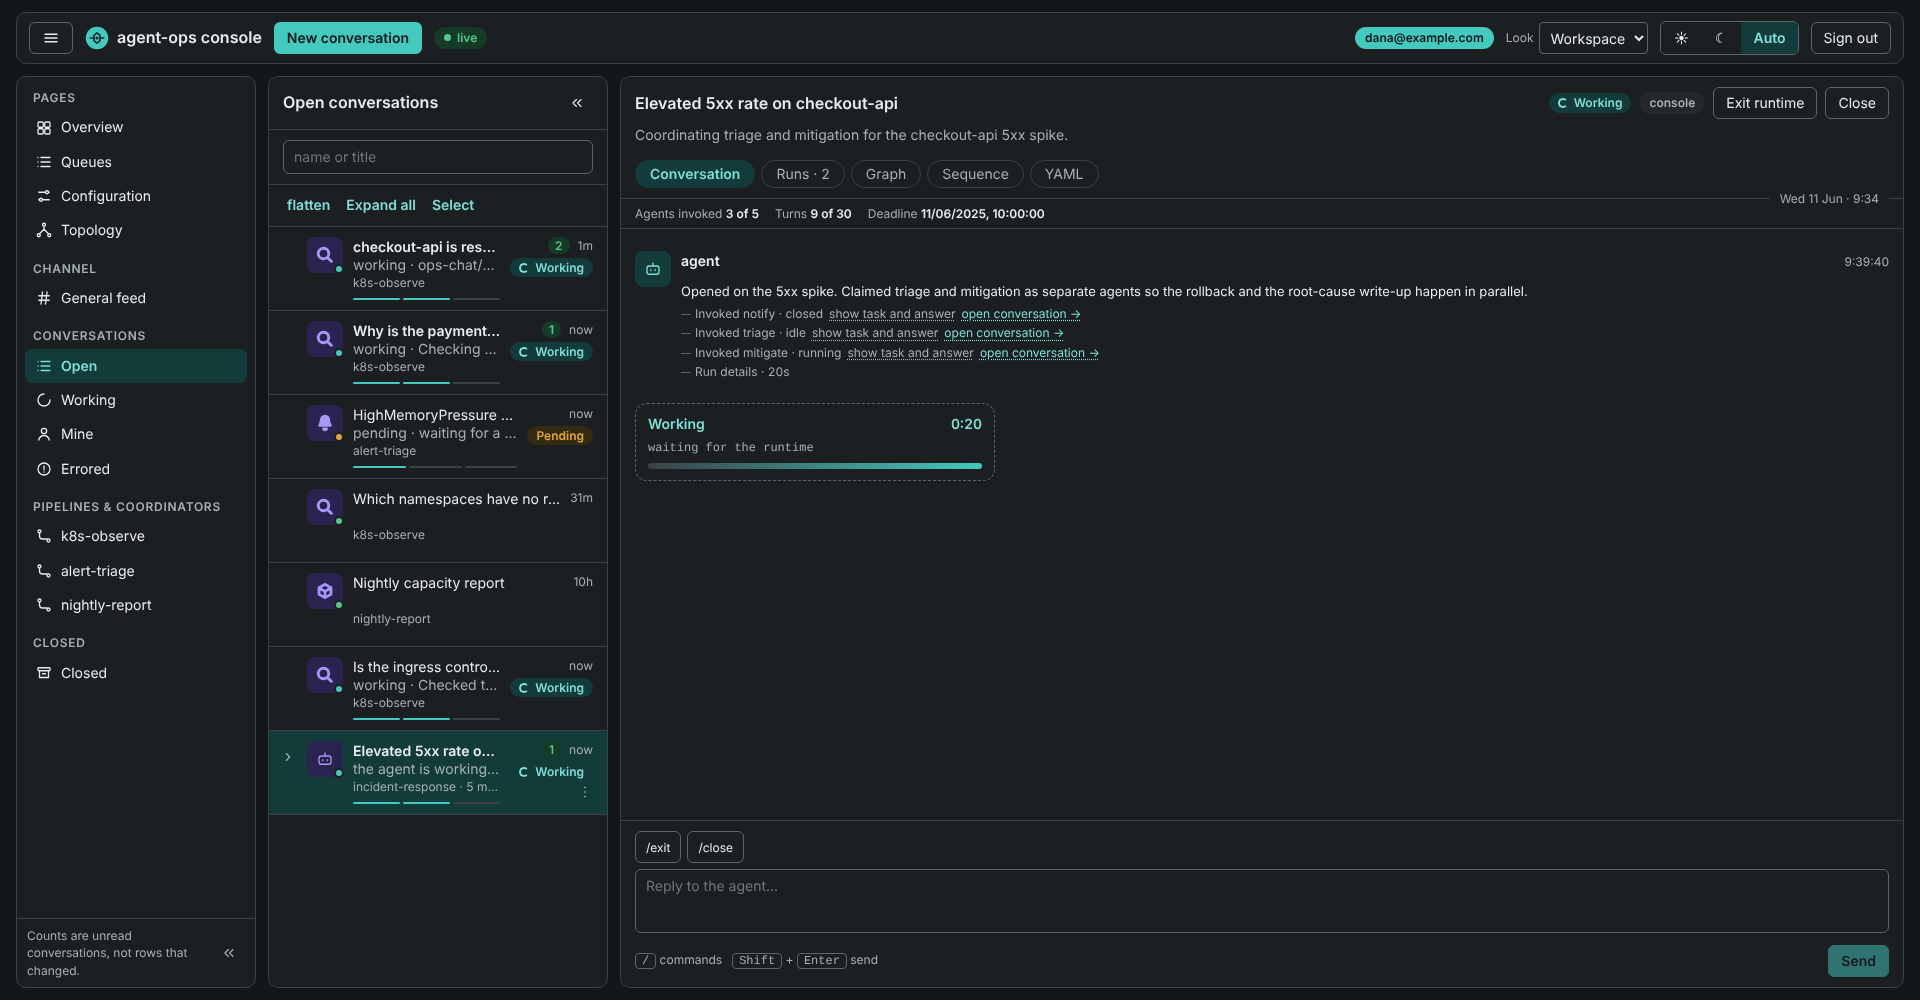 agent-ops console
New conversation
live
dana@example.com
Look
Workspace
Auto
Sign out
PAGES
Overview
Queues
Configuration
Topology
CHANNEL
General feed
CONVERSATIONS
Open
Working
Mine
Errored
PIPELINES & COORDINATORS
k8s-observe
alert-triage
nightly-report
CLOSED
Closed
Counts are unread
conversations, not rows that
changed.
Open conversations
name or title
flatten Expand all Select
checkout-api is res... 2 1m
working · ops-chat/... Working
k8s-observe
Why is the payment... 1 now
working · Checking ... Working
k8s-observe
HighMemoryPressure ... now
pending · waiting for a ... Pending
alert-triage
Which namespaces have no r... 31m
k8s-observe
Nightly capacity report 10h
nightly-report
Is the ingress contro... now
working · Checked t... Working
k8s-observe
Elevated 5xx rate o... 1 now
the agent is working... Working
incident-response · 5 m...
Elevated 5xx rate on checkout-api
Working
console
Exit runtime
Close
Coordinating triage and mitigation for the checkout-api 5xx spike.
Conversation
Runs · 2
Graph
Sequence
YAML
Wed 11 Jun · 9:34
Agents invoked 3 of 5 Turns 9 of 30 Deadline 11/06/2025, 10:00:00
agent 9:39:40
Opened on the 5xx spike. Claimed triage and mitigation as separate agents so the rollback and the root-cause write-up happen in parallel.
— Invoked notify · closed show task and answer open conversation →
— Invoked triage · idle show task and answer open conversation →
— Invoked mitigate · running show task and answer open conversation →
— Run details · 20s
Working 0:20
waiting for the runtime
/exit
/close
Reply to the agent...
/ commands Shift + Enter send
Send